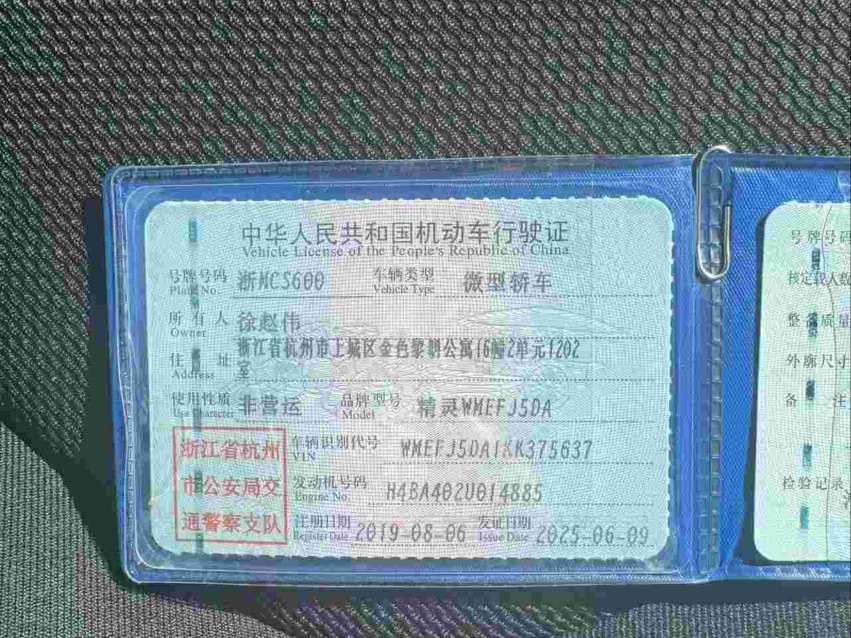 中华人民共和国机动车行驶证
Vehicle License of the People's Republic of China
号牌号码 浙NCS600 车辆类型 微型轿车
Plate No. Vehicle Type
所有人 徐赵伟
Owner
住址 浙江省杭州市上城区金色黎明公寓16幢2单元1202
Address 室
使用性质 非营运 品牌型号 精灵WMEFJ5DA
Use Character Model
浙江省杭州 车辆识别代号 WMEFJ5DA1KK375637
VIN
市公安局交 发动机号码 H4BA402U014885
Engine No.
通警察支队 注册日期 2019-08-06 发证日期 2025-06-09
Register Date Issue Date
号牌号码
核定载人数
整备质量
外廓尺寸
备注
检验记录